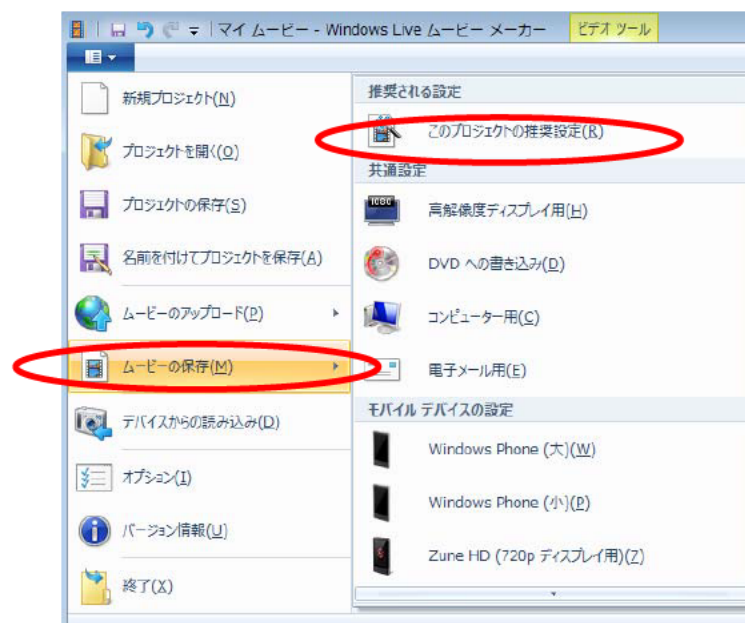 マイ ムービー - Windows Live ムービー メーカー
ビデオ ツール
新規プロジェクト(N)
プロジェクトを開く(O)
プロジェクトの保存(S)
名前を付けてプロジェクトを保存(A)
ムービーのアップロード(P)
ムービーの保存(M)
デバイスからの読み込み(D)
オプション(I)
バージョン情報(U)
終了(X)
推奨される設定
このプロジェクトの推奨設定(R)
共通設定
1080
高解像度ディスプレイ用(H)
DVD への書き込み(D)
コンピューター用(C)
電子メール用(E)
モバイル デバイスの設定
Windows Phone (大)(W)
Windows Phone (小)(P)
Zune HD (720p ディスプレイ用)(Z)